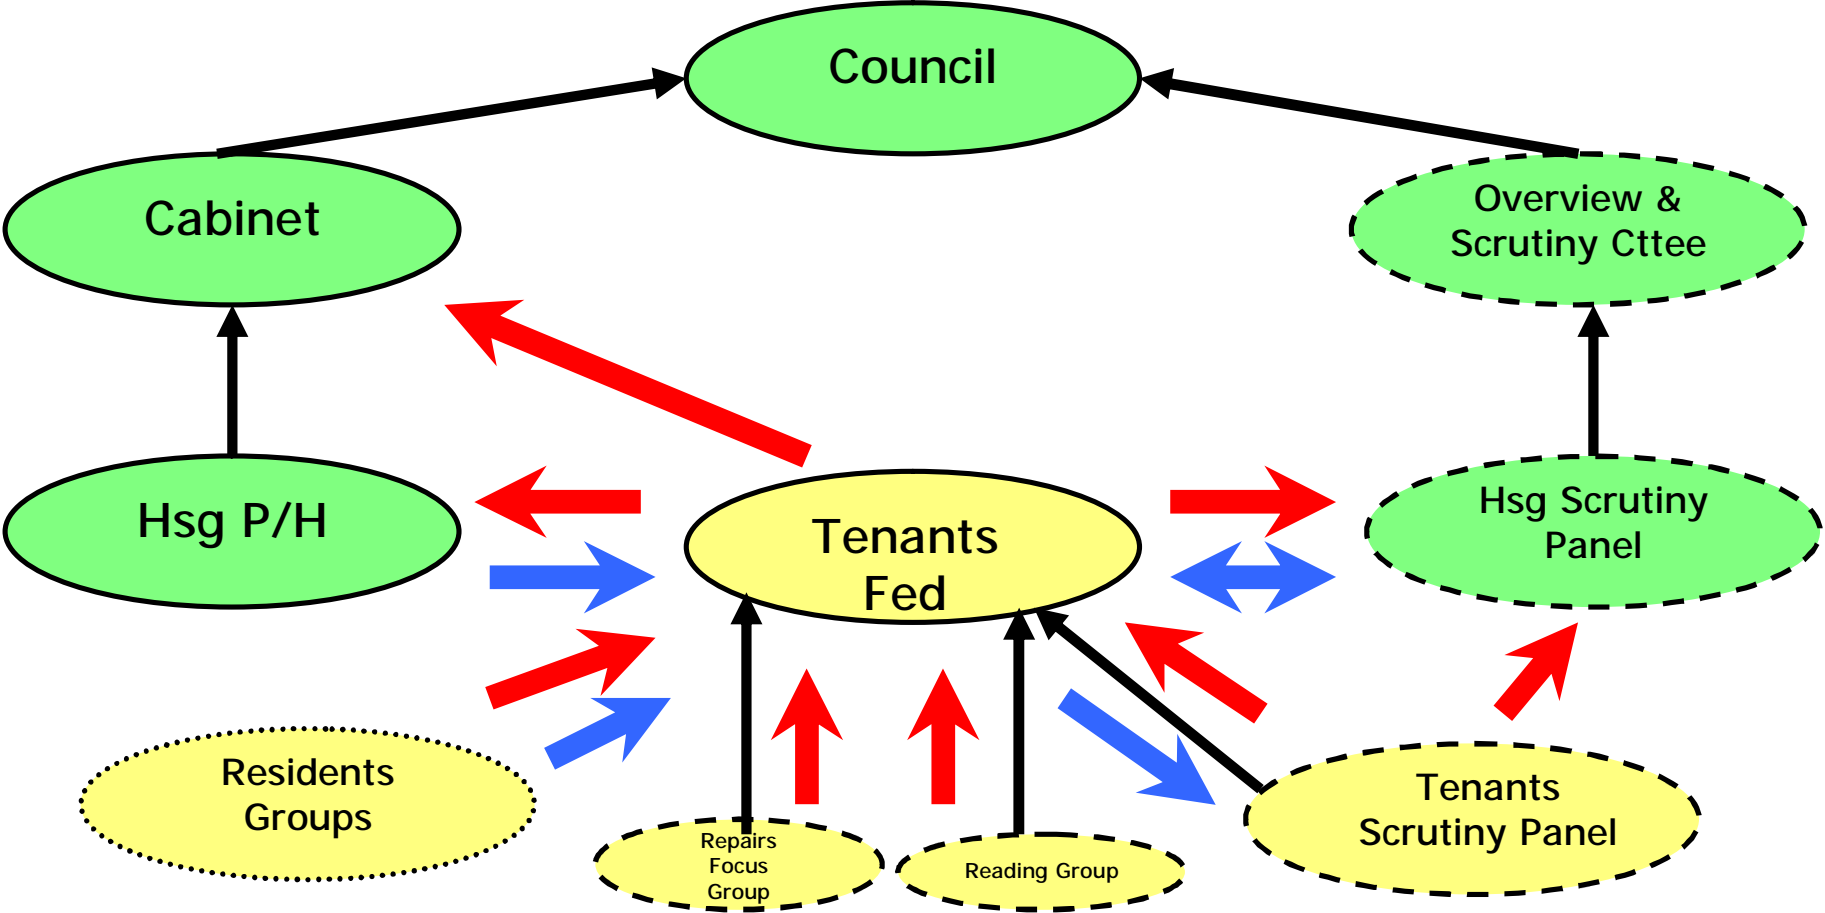 Council
Cabinet
Overview &
Scrutiny Cttee
Hsg P/H
Tenants
Fed
Hsg Scrutiny
Panel
Residents
Groups
Repairs
Focus
Group
Reading Group
Tenants
Scrutiny Panel